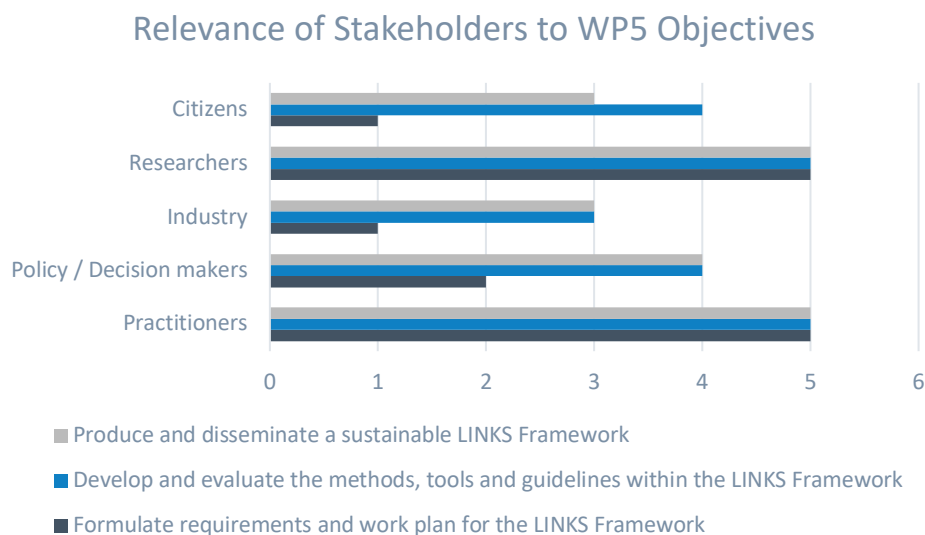 Relevance of Stakeholders to WP5 Objectives
Citizens
Researchers
Industry
Policy / Decision makers
Practitioners
0 1 2 3 4 5 6
Produce and disseminate a sustainable LINKS Framework
Develop and evaluate the methods, tools and guidelines within the LINKS Framework
Formulate requirements and work plan for the LINKS Framework